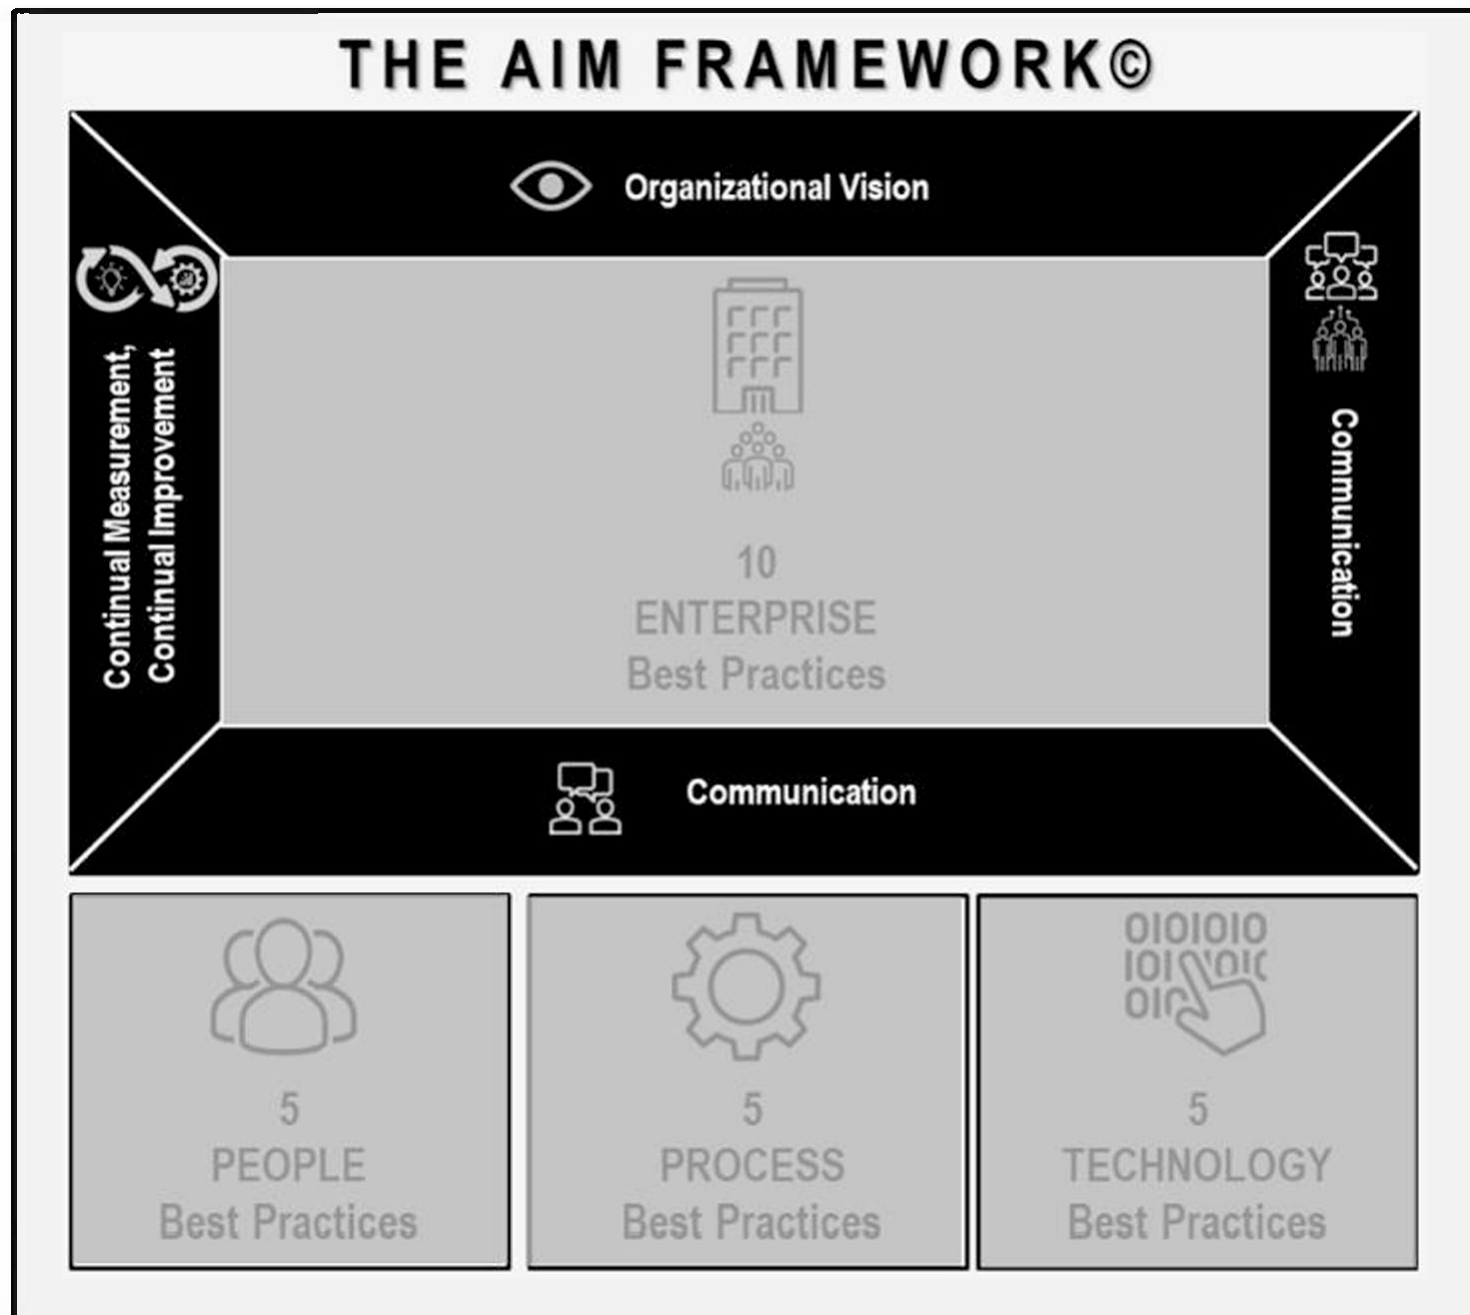 THE AIM FRAMEWORK©
Organizational Vision
Continual Measurement,
Continual Improvement
10
ENTERPRISE
Best Practices
Communication
Communication
5
PEOPLE
Best Practices
5
PROCESS
Best Practices
OIOIOIO
5
TECHNOLOGY
Best Practices